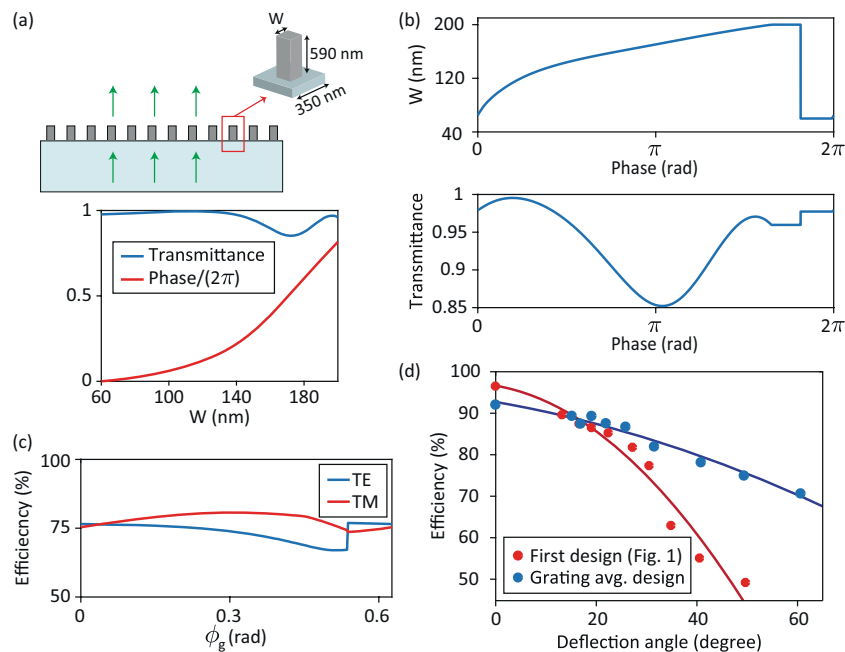 (a)
W
590 nm
350 nm
1
0.5
0
Transmittance
Phase/(2π)
60
100
140
180
W (nm)
(b)
W (nm)
200
120
40
0
π
2π
Phase (rad)
Transmittance
1
0.95
0.9
0.85
0
π
2π
Phase (rad)
(c)
Efficiecncy (%)
100
75
50
TE
TM
0
0.3
0.6
ϕg (rad)
(d)
Efficiency (%)
100
90
80
70
60
50
First design (Fig. 1)
Grating avg. design
0
20
40
60
Deflection angle (degree)